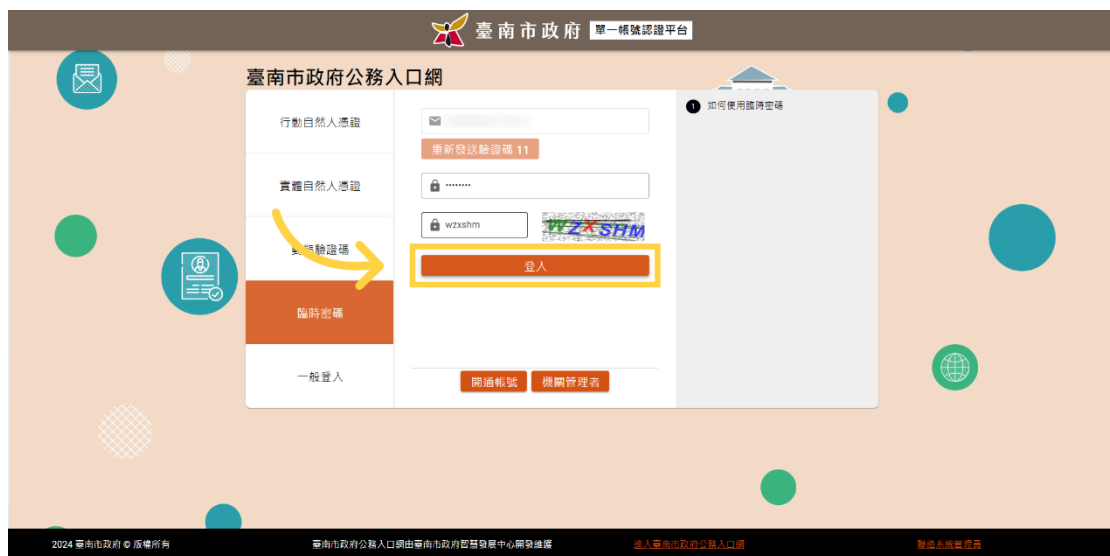 臺南市政府 單一帳號認證平台
臺南市政府公務入口網
行動自然人憑證
實體自然人憑證
驗證碼
臨時密碼
一般登入
重新發送驗證碼 11
········
wzxshm
WZXSHM
登入
開通帳號 機關管理者
1 如何使用臨時密碼
2024 臺南市政府 © 版權所有
臺南市政府公務入口網由臺南市政府智慧發展中心開發維護
進入臺南市政府公務入口網
聯絡系統管理員